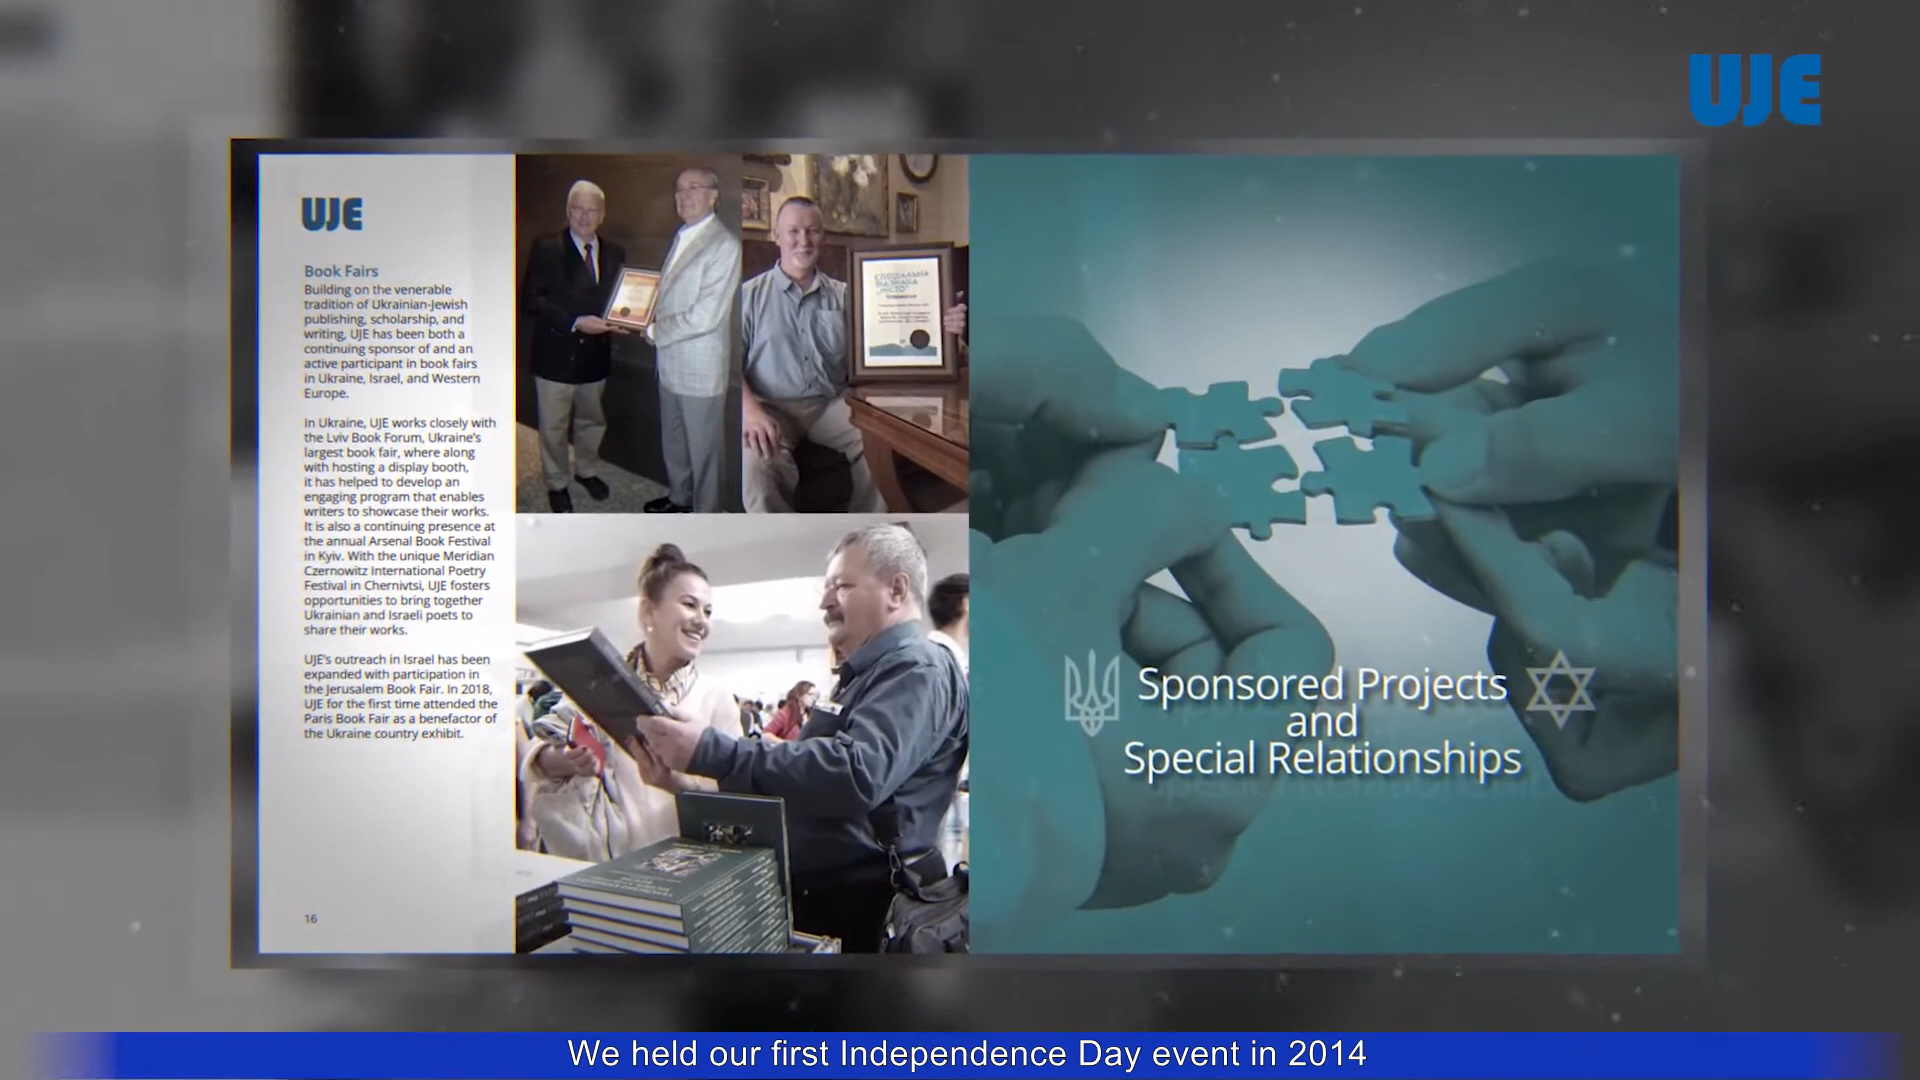 UJE
UJE
Book Fairs
Building on the venerable
tradition of Ukrainian-Jewish
publishing, scholarship, and
writing, UJE has been both a
continuing sponsor of and an
active participant in book fairs
in Ukraine, Israel, and Western
Europe.
In Ukraine, UJE works closely with
the Lviv Book Forum, Ukraine's
largest book fair, where along
with hosting a display booth,
it has helped to develop an
engaging program that enables
writers to showcase their works.
It is also a continuing presence at
the annual Arsenal Book Festival
in Kyiv. With the unique Meridian
Czernowitz International Poetry
Festival in Chernivtsi, UJE fosters
opportunities to bring together
Ukrainian and Israeli poets to
share their works.
UJE's outreach in Israel has been
expanded with participation in
the Jerusalem Book Fair. In 2018,
UJE for the first time attended the
Paris Book Fair as a benefactor of
the Ukraine country exhibit.
16
СПЕЦІАЛЬНА
ВІДЗНАКА
Sponsored Projects
and
Special Relationships
We held our first Independence Day event in 2014